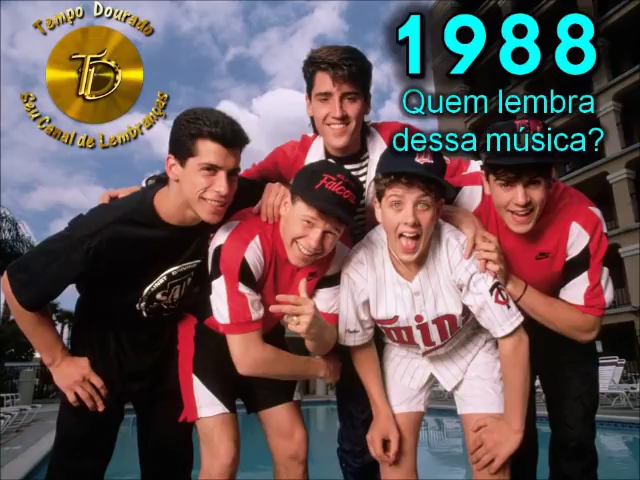 Tempo Dourado
TD
Seu Canal de Lembranças
1988
Quem lembra
dessa música?
Falcons
Twins